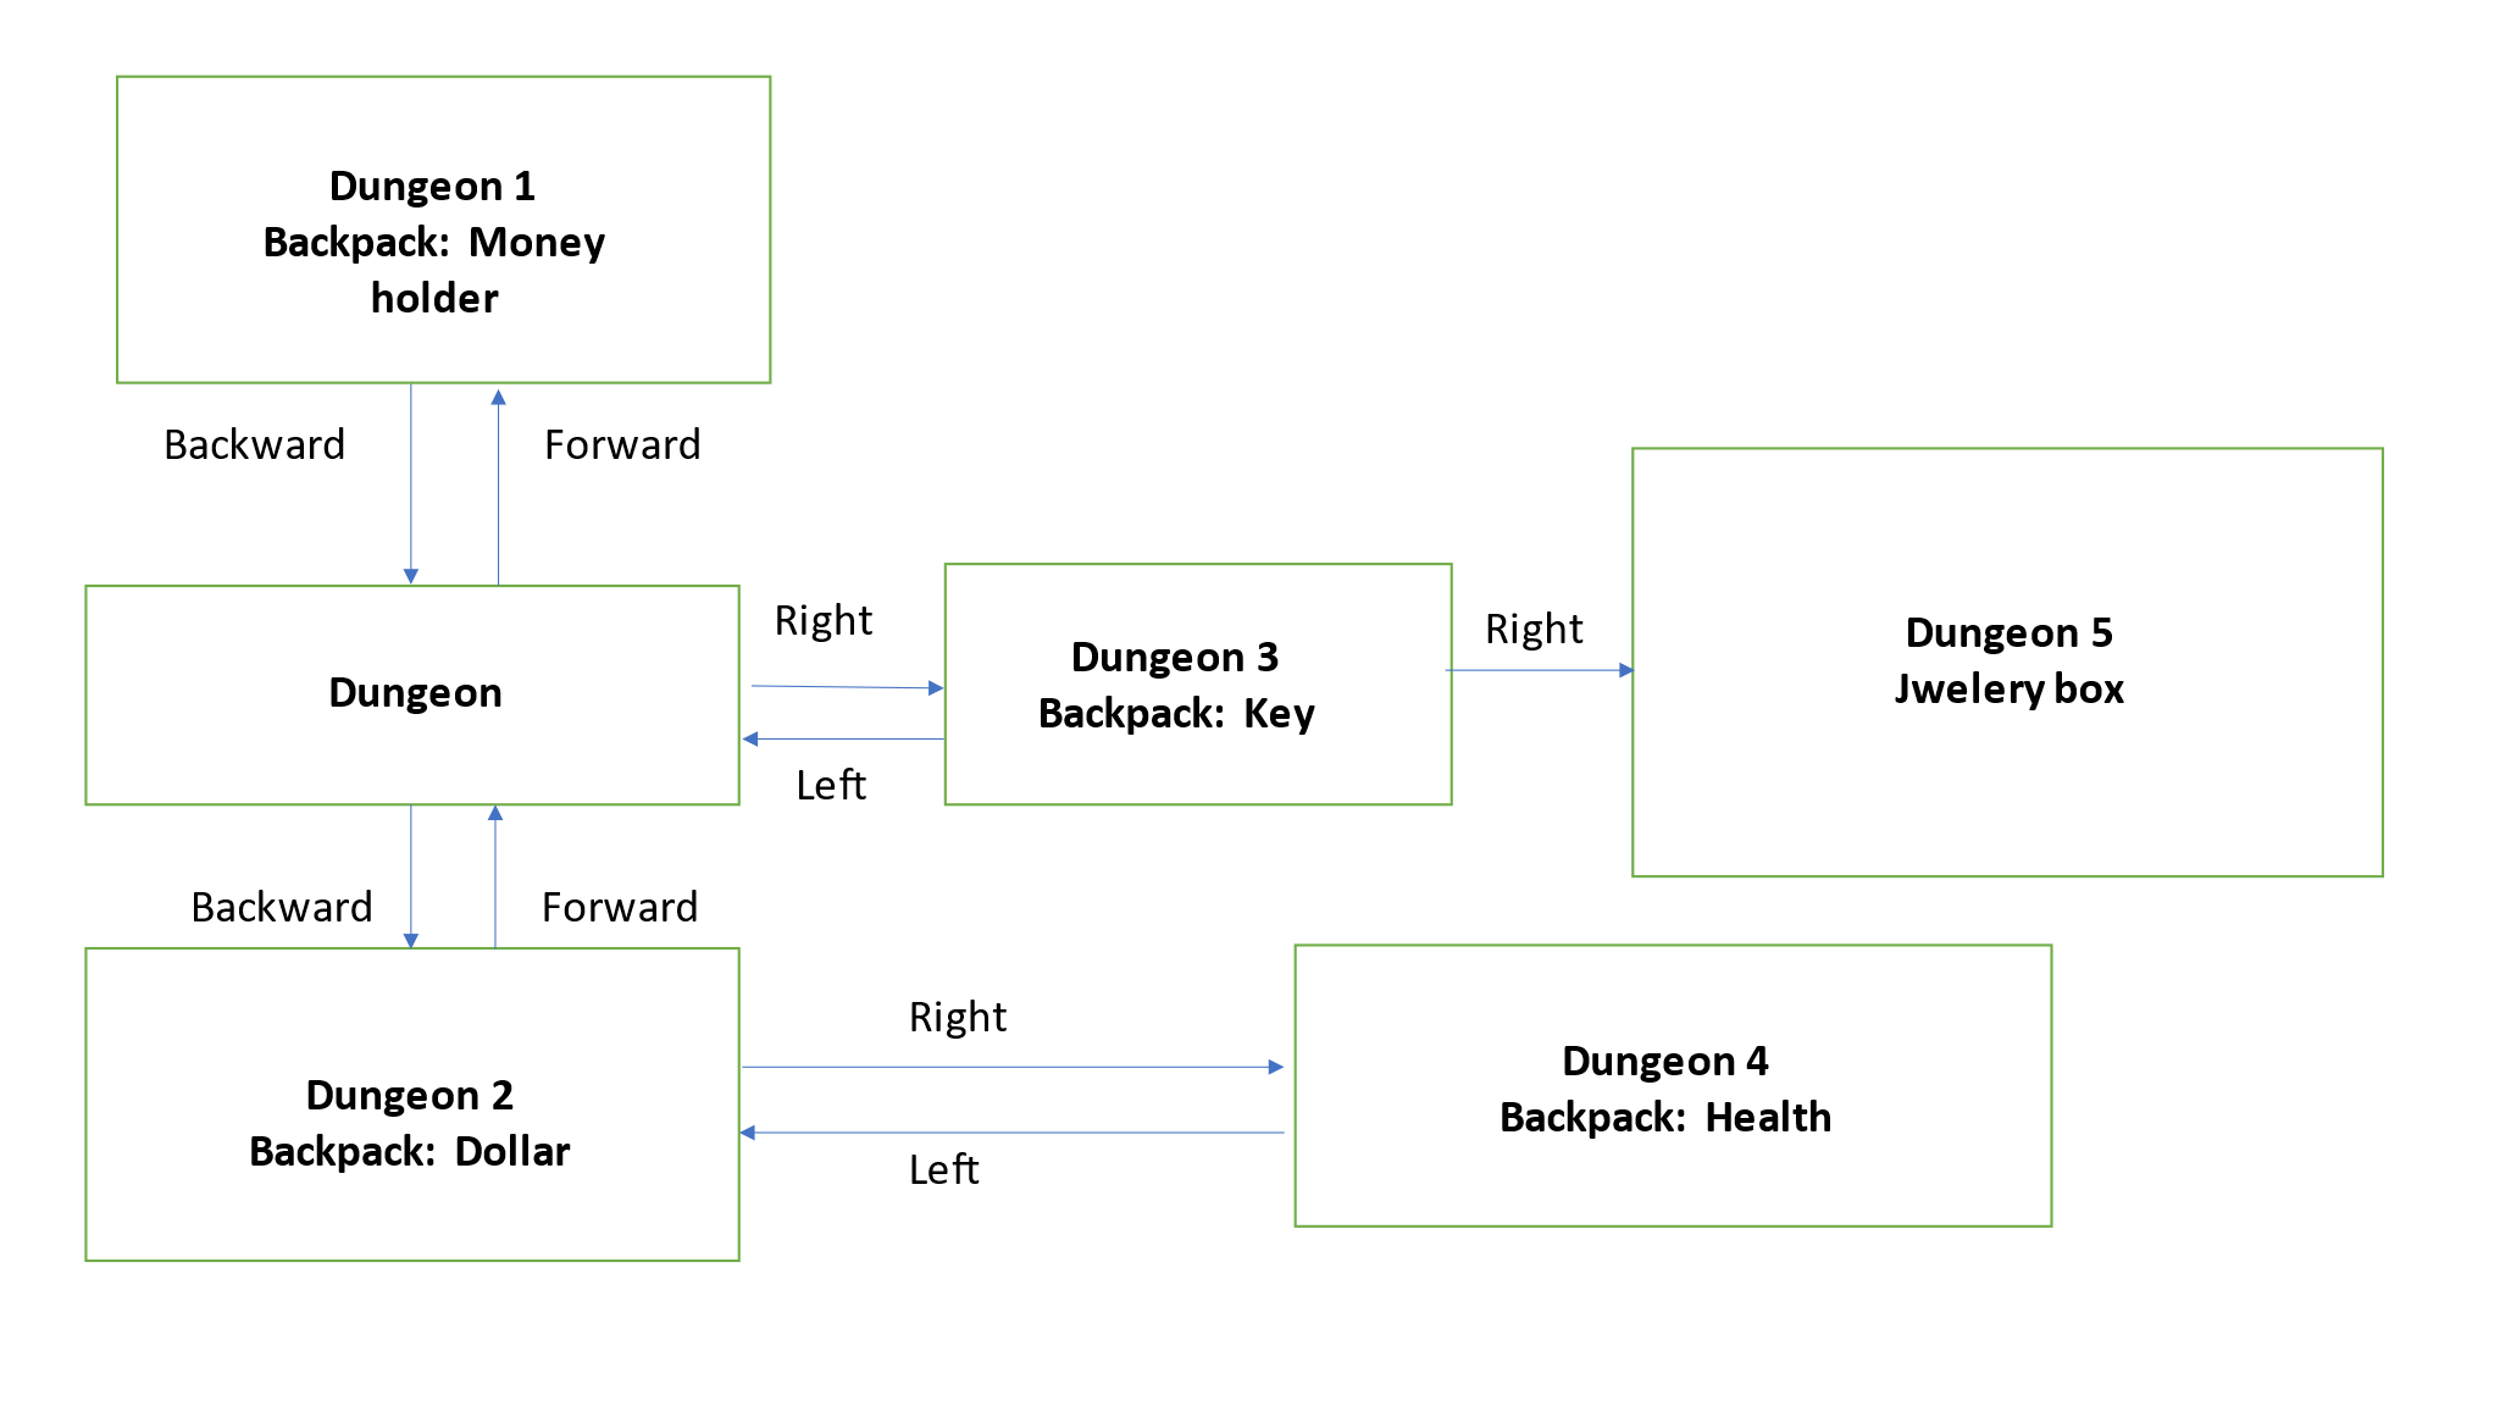 Dungeon 1
Backpack: Money
holder
Backward
Forward
Dungeon
Right
Left
Dungeon 3
Backpack: Key
Right
Dungeon 5
Jwelery box
Backward
Forward
Dungeon 2
Backpack: Dollar
Right
Left
Dungeon 4
Backpack: Health